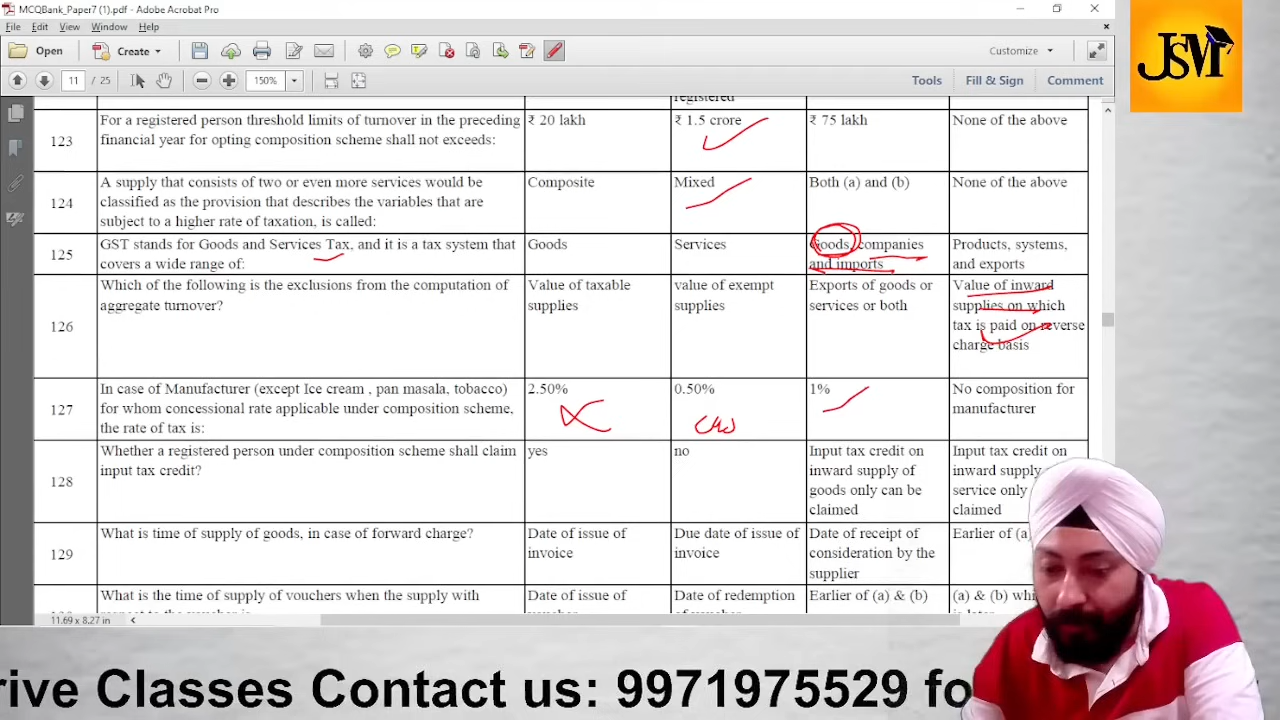 MCQBank_Paper7 (1).pdf - Adobe Acrobat Pro
File Edit View Window Help
Open Create Customize
11 / 25 150% Tools Fill & Sign Comment
JSM
registered
123 For a registered person threshold limits of turnover in the preceding financial year for opting composition scheme shall not exceeds: ₹ 20 lakh ₹ 1.5 crore ₹ 75 lakh None of the above
124 A supply that consists of two or even more services would be classified as the provision that describes the variables that are subject to a higher rate of taxation, is called: Composite Mixed Both (a) and (b) None of the above
125 GST stands for Goods and Services Tax, and it is a tax system that covers a wide range of: Goods Services Goods, companies and imports Products, systems, and exports
126 Which of the following is the exclusions from the computation of aggregate turnover? Value of taxable supplies value of exempt supplies Exports of goods or services or both Value of inward supplies on which tax is paid on reverse charge basis
127 In case of Manufacturer (except Ice cream , pan masala, tobacco) for whom concessional rate applicable under composition scheme, the rate of tax is: 2.50% 0.50% 1% No composition for manufacturer
128 Whether a registered person under composition scheme shall claim input tax credit? yes no Input tax credit on inward supply of goods only can be claimed Input tax credit on inward supply service only claimed
129 What is time of supply of goods, in case of forward charge? Date of issue of invoice Due date of issue of invoice Date of receipt of consideration by the supplier Earlier of (a)
What is the time of supply of vouchers when the supply with Date of issue of Date of redemption Earlier of (a) & (b) (a) & (b)
11.69 x 8.27 in
rive Classes Contact us: 9971975529 fo